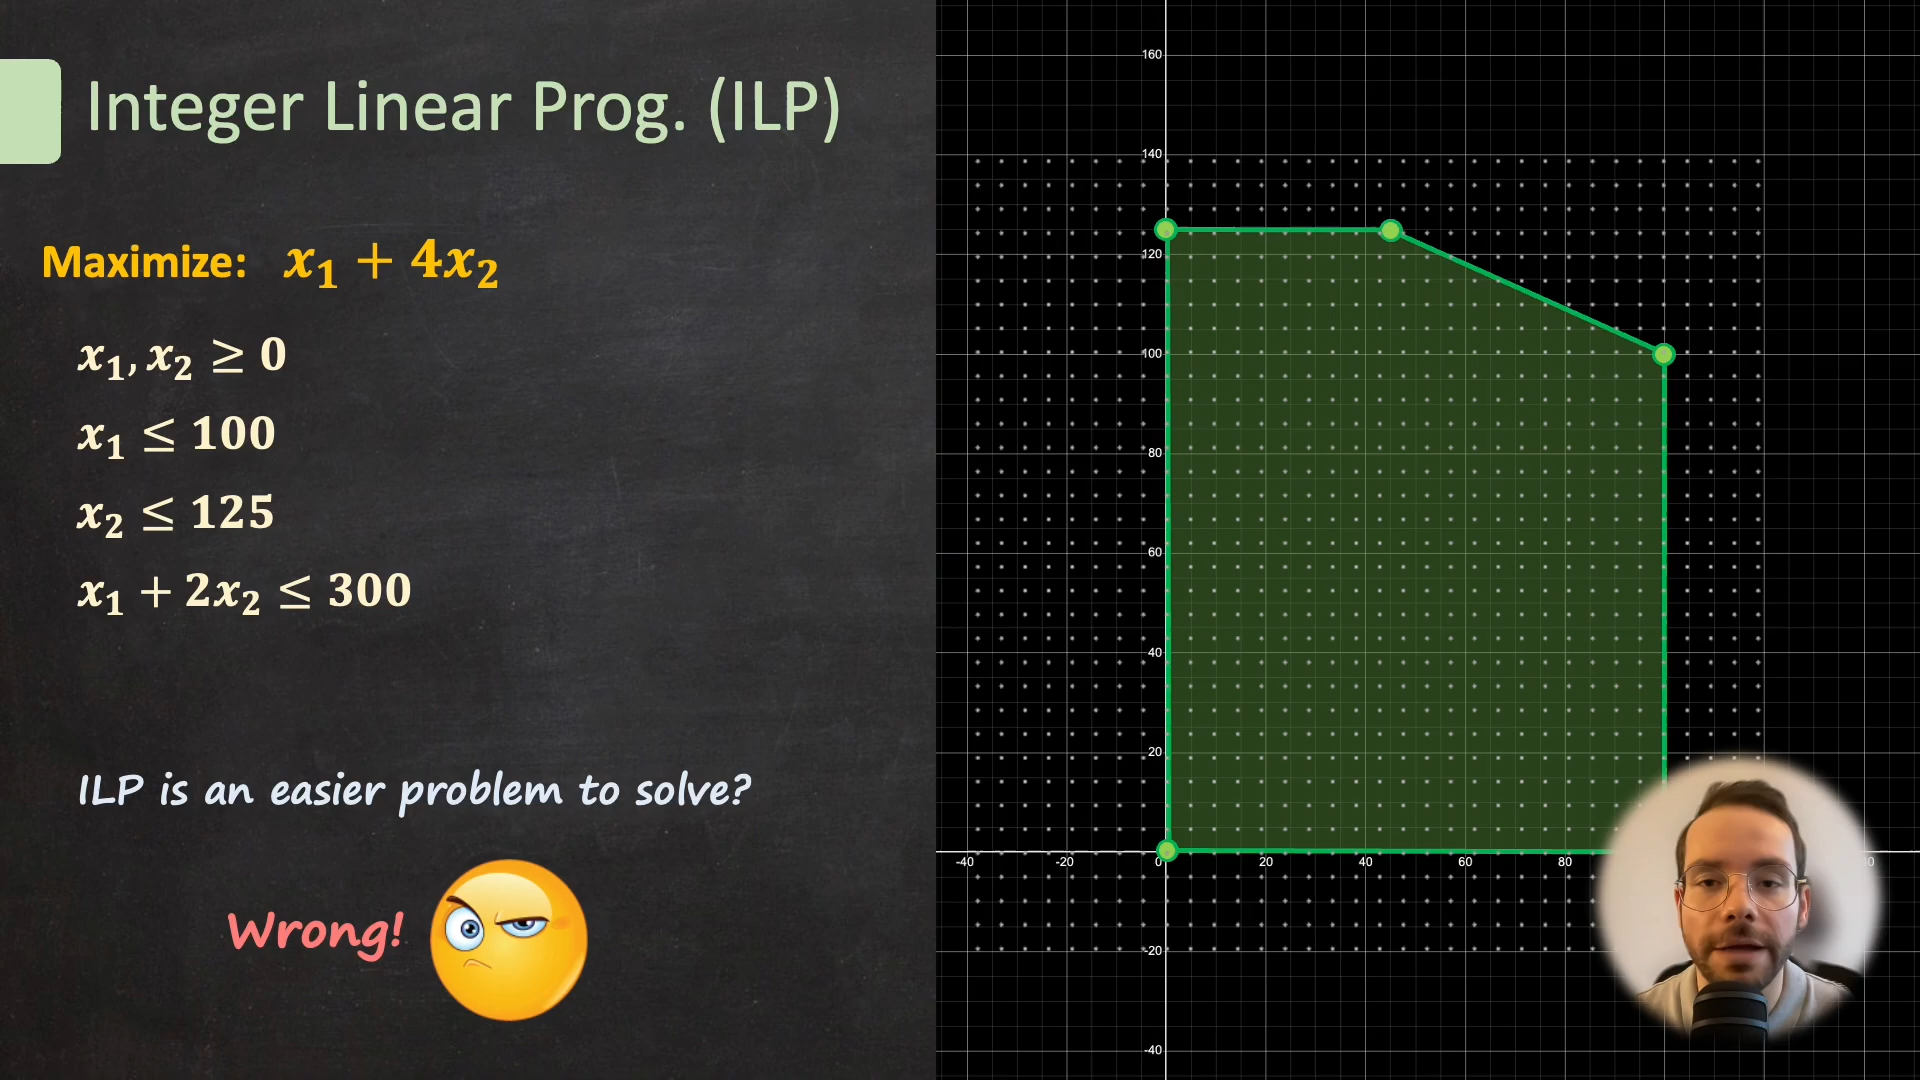 Integer Linear Prog. (ILP)
Maximize: x₁ + 4x₂
x₁, x₂ ≥ 0
x₁ ≤ 100
x₂ ≤ 125
x₁ + 2x₂ ≤ 300
ILP is an easier problem to solve?
Wrong!
160
140
120
100
80
60
40
20
-40 -20 0 20 40 60 80
-20
-40